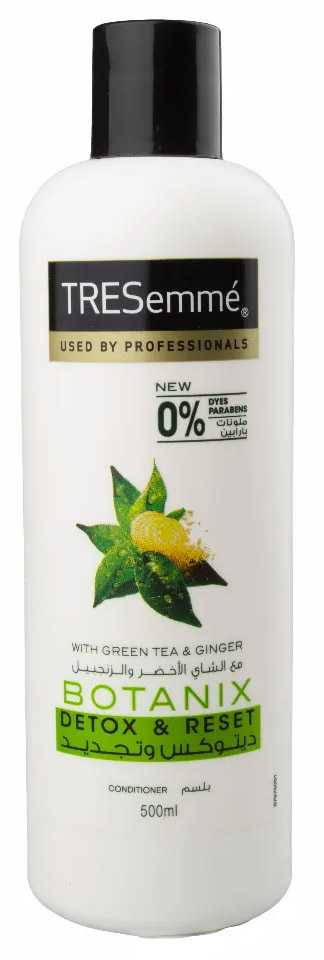 TRESemmé®
USED BY PROFESSIONALS
NEW
0% DYES
PARABENS
ملونات
بارابين
WITH GREEN TEA & GINGER
مع الشاي الأخضر والزنجبيل
BOTANIX
DETOX & RESET
ديتوكس وتجديد
CONDITIONER بلسم
500ml